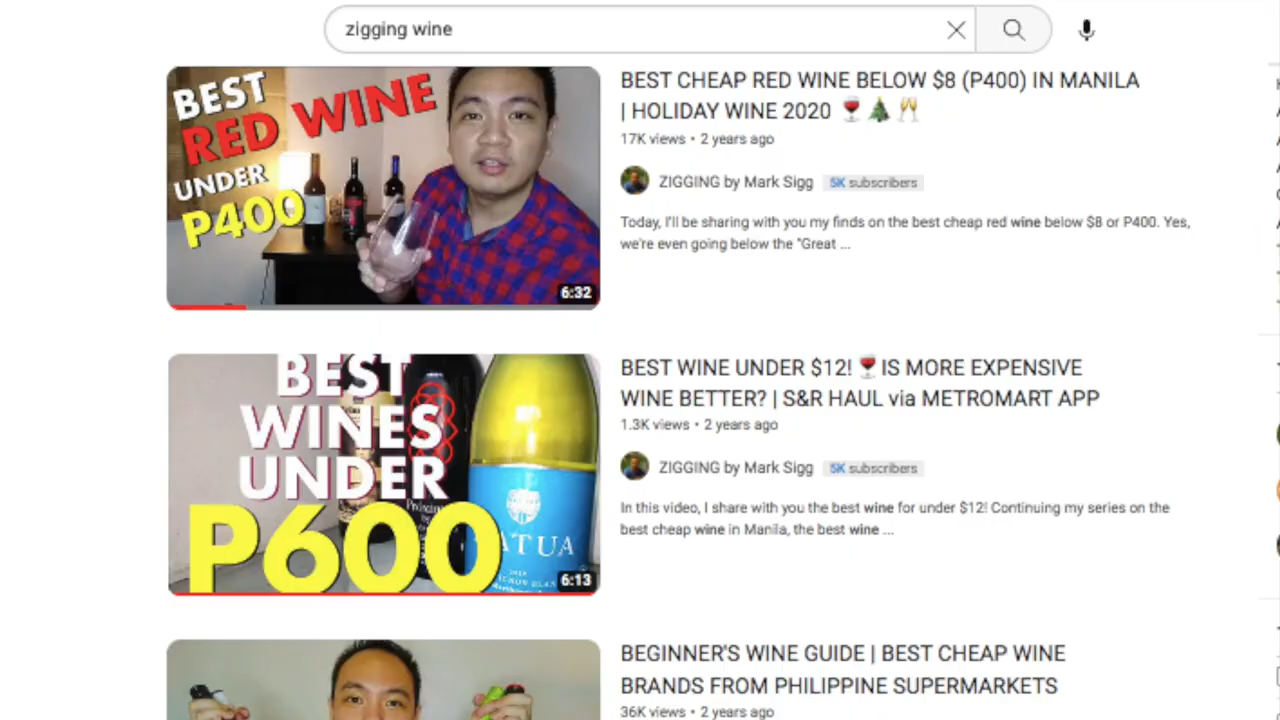 zigging wine
BEST
RED WINE
UNDER
P400
6:32
BEST CHEAP RED WINE BELOW $8 (P400) IN MANILA
| HOLIDAY WINE 2020 🍷🎄🥂
17K views • 2 years ago
ZIGGING by Mark Sigg 5K subscribers
Today, I'll be sharing with you my finds on the best cheap red wine below $8 or P400. Yes,
we're even going below the "Great ...
BEST
WINES
UNDER
P600
ATUA
6:13
BEST WINE UNDER $12! 🍷 IS MORE EXPENSIVE
WINE BETTER? | S&R HAUL via METROMART APP
1.3K views • 2 years ago
ZIGGING by Mark Sigg 5K subscribers
In this video, I share with you the best wine for under $12! Continuing my series on the
best cheap wine in Manila, the best wine ...
BEGINNER'S WINE GUIDE | BEST CHEAP WINE
BRANDS FROM PHILIPPINE SUPERMARKETS
36K views • 2 years ago